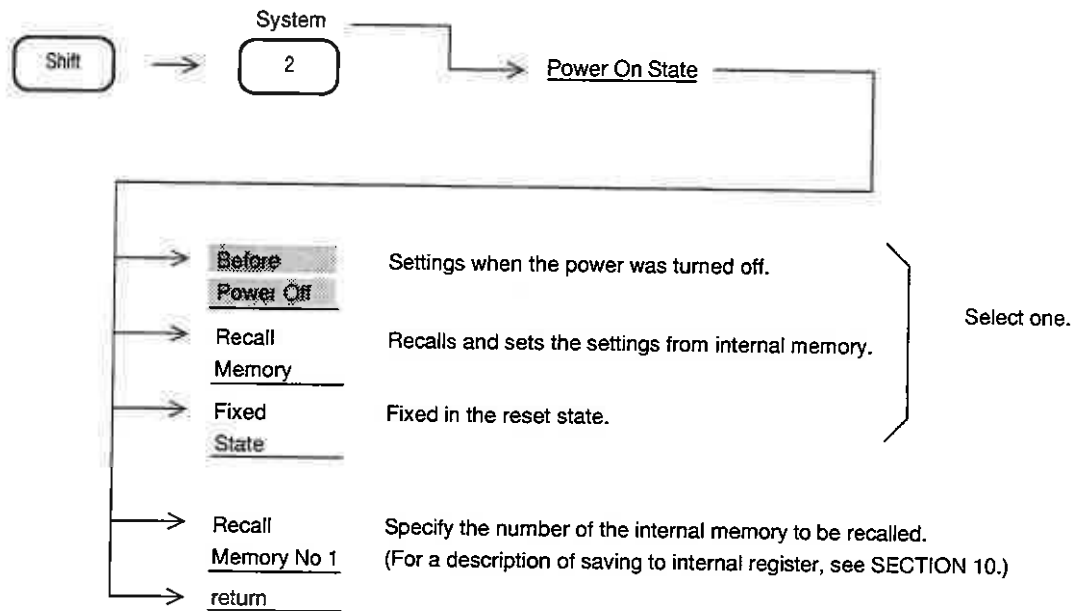 System
Shift
2
Power On State
Before
Power Off
Settings when the power was turned off.
Recall
Memory
Recalls and sets the settings from internal memory.
Fixed
State
Fixed in the reset state.
Select one.
Recall
Memory No 1
Specify the number of the internal memory to be recalled.
(For a description of saving to internal register, see SECTION 10.)
return